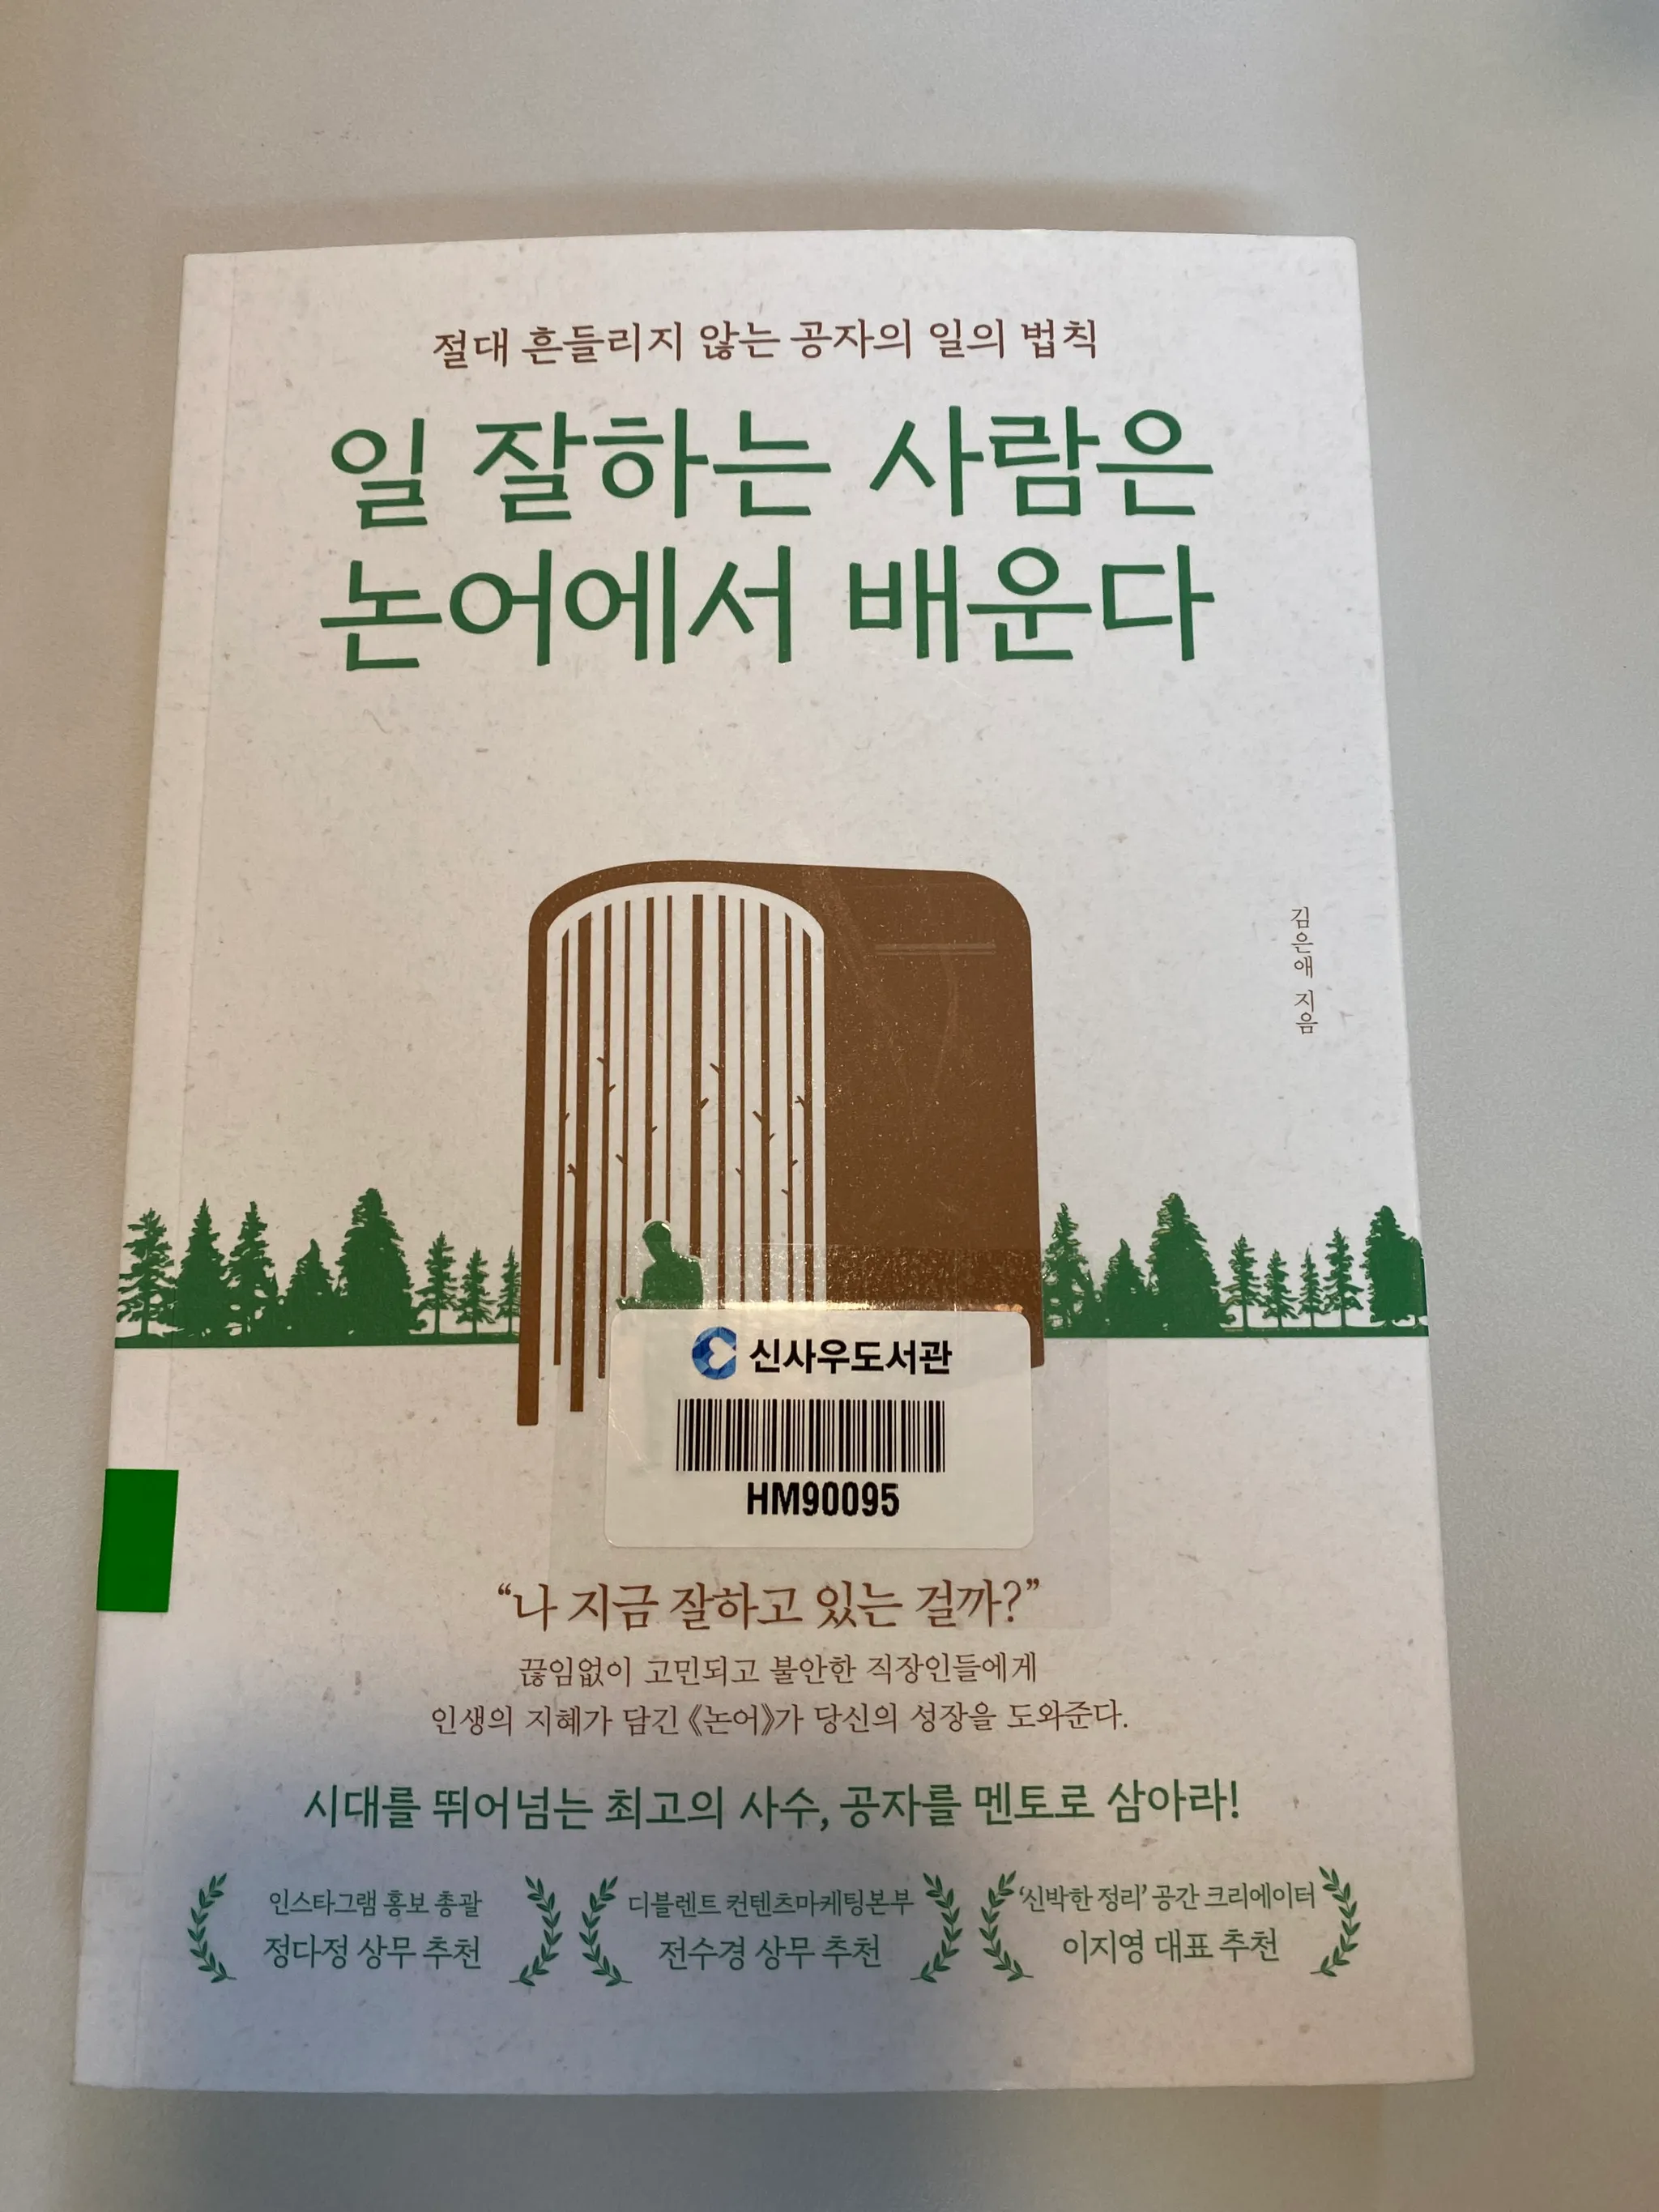 절대 흔들리지 않는 공자의 일의 법칙
일 잘하는 사람은
논어에서 배운다
김은애 지음
신사우도서관
HM90095
“나 지금 잘하고 있는 걸까?”
끊임없이 고민되고 불안한 직장인들에게
인생의 지혜가 담긴 《논어》가 당신의 성장을 도와준다.
시대를 뛰어넘는 최고의 사수, 공자를 멘토로 삼아라!
인스타그램 홍보 총괄
정다정 상무 추천
디블렌트 컨텐츠마케팅본부
전수경 상무 추천
‘신박한 정리’ 공간 크리에이터
이지영 대표 추천